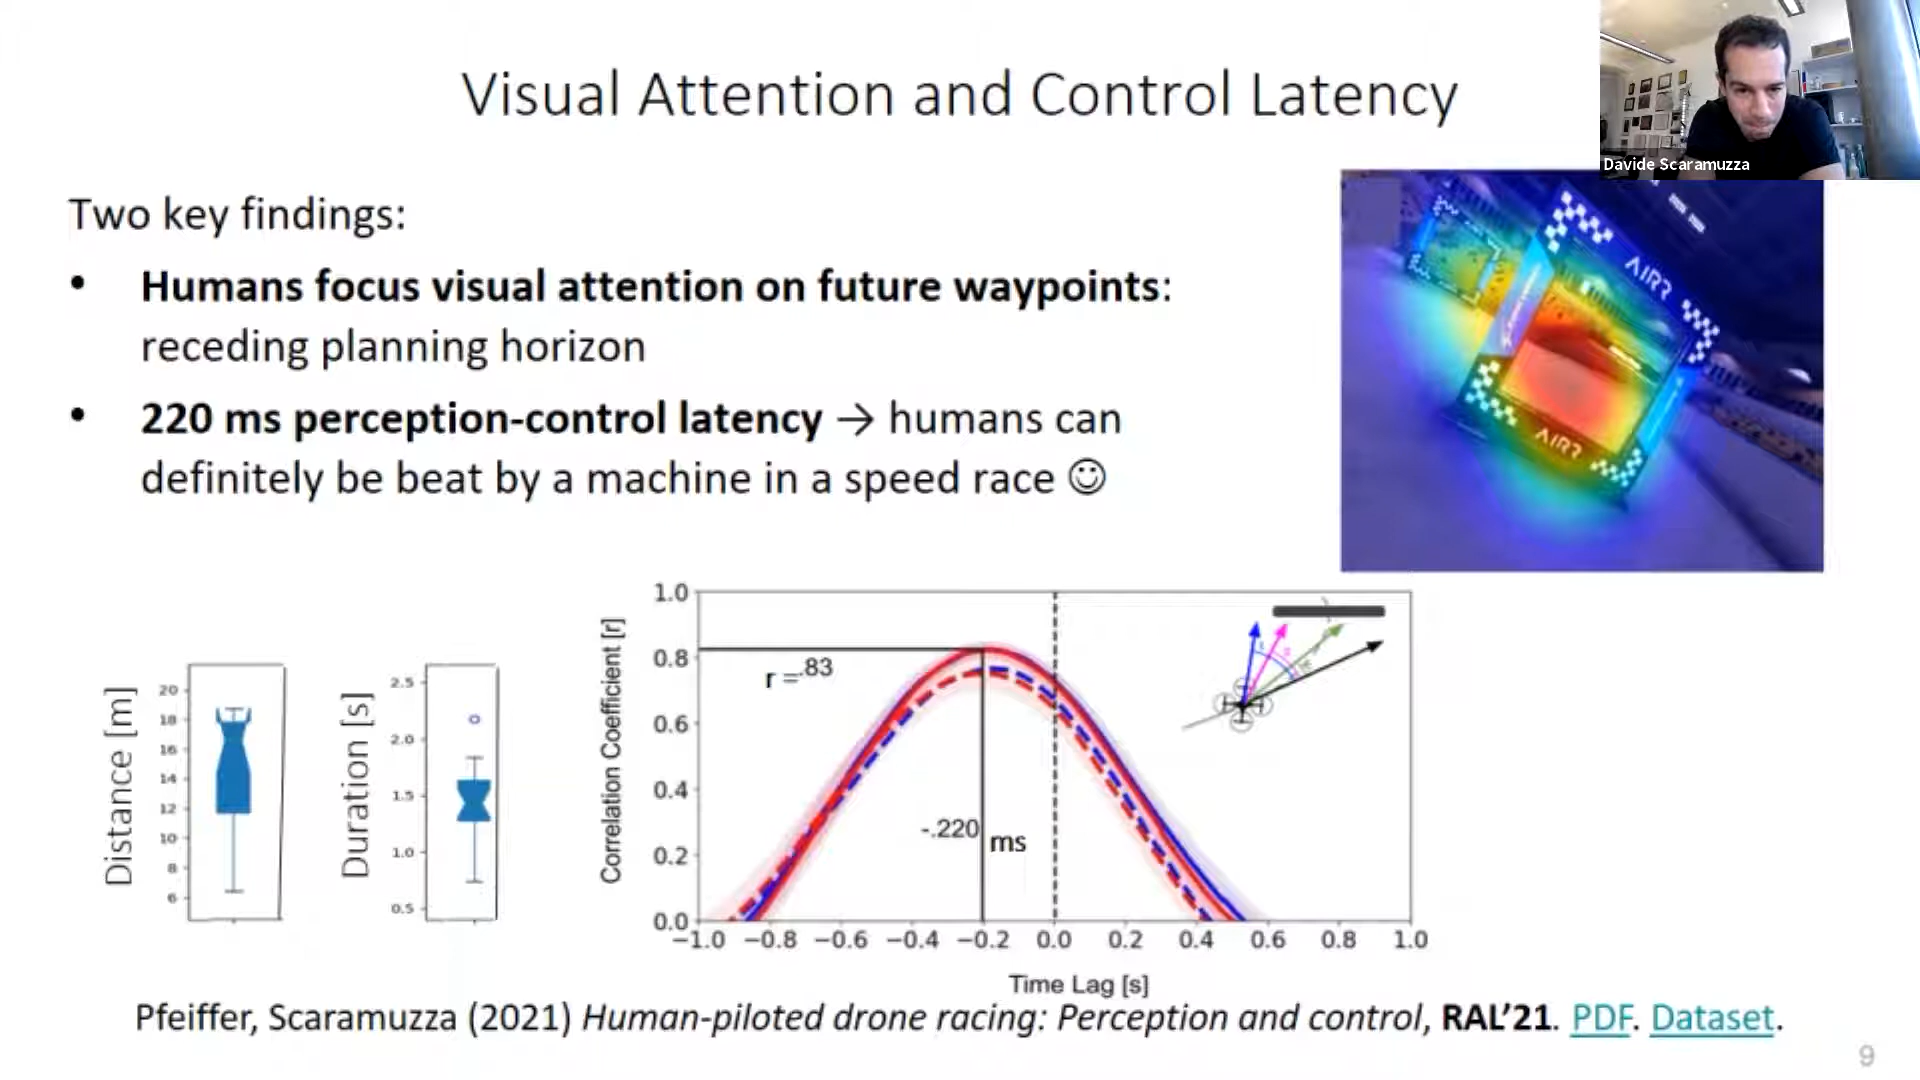 Visual Attention and Control Latency
Davide Scaramuzza
Two key findings:
• Humans focus visual attention on future waypoints:
receding planning horizon
• 220 ms perception-control latency → humans can
definitely be beat by a machine in a speed race ☺
AIRR
AIRR
Distance [m]
20
18
16
14
12
10
8
6
Duration [s]
2.5
2.0
1.5
1.0
0.5
Correlation Coefficient [r]
1.0
0.8
0.6
0.4
0.2
0.0
r =.83
-.220 ms
−1.0 −0.8 −0.6 −0.4 −0.2 0.0 0.2 0.4 0.6 0.8 1.0
Time Lag [s]
Pfeiffer, Scaramuzza (2021) Human-piloted drone racing: Perception and control, RAL’21. PDF. Dataset.
9